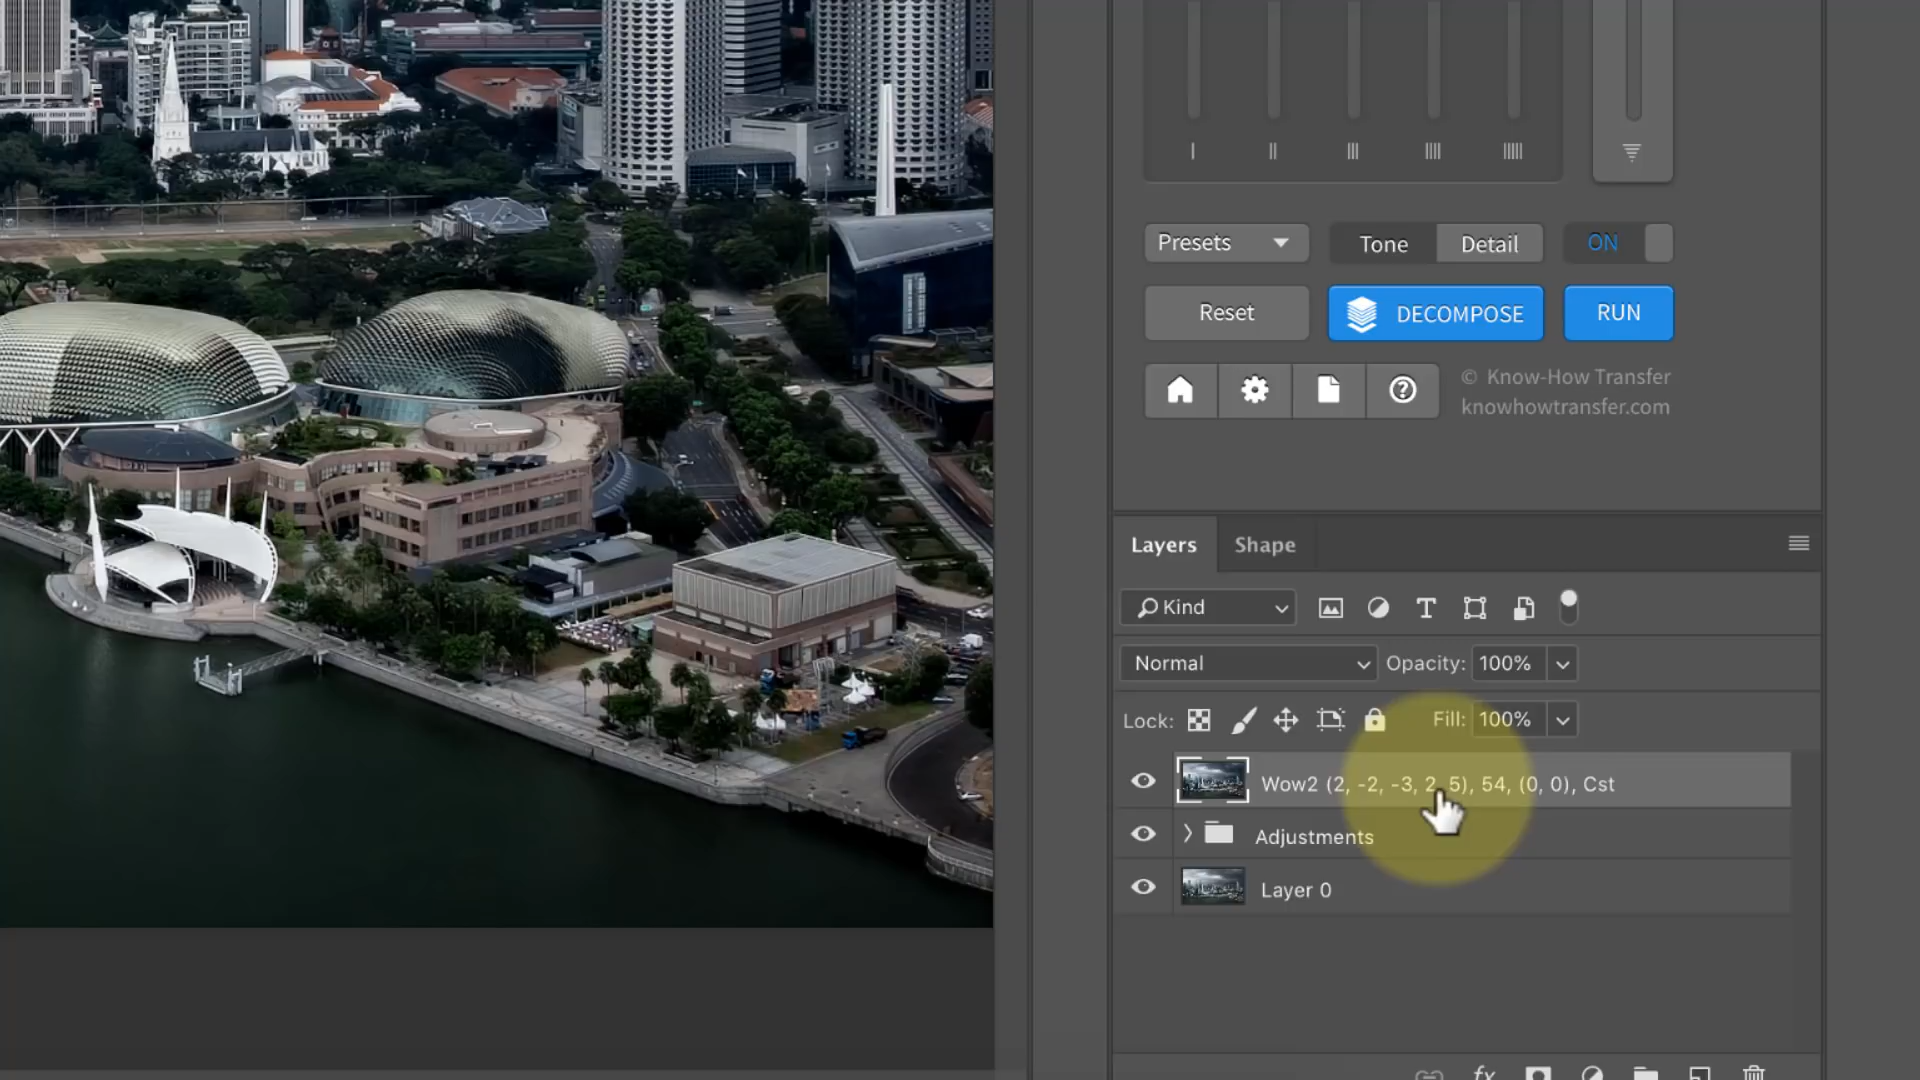 Presets
Tone
Detail
ON
Reset
DECOMPOSE
RUN
© Know-How Transfer
knowhowtransfer.com
Layers
Shape
Kind
Normal
Opacity: 100%
Lock:
Fill: 100%
Wow2 (2, -2, -3, 2, 5), 54, (0, 0), Cst
Adjustments
Layer 0
fx